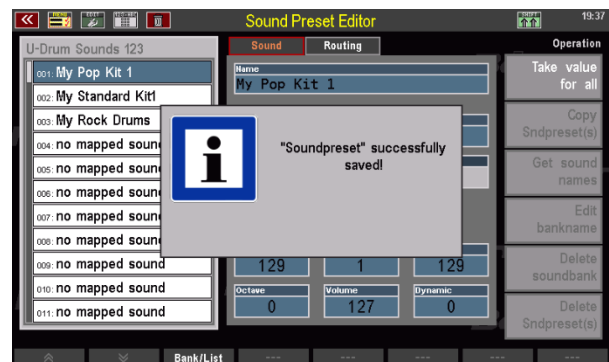 Sound Preset Editor
19:37
U-Drum Sounds 123
001: My Pop Kit 1
002: My Standard Kit1
003: My Rock Drums
004: no mapped soun
005: no mapped soun
006: no mapped soun
007: no mapped soun
008: no mapped soun
009: no mapped sound
010: no mapped sound
011: no mapped sound
Sound
Routing
Name
My Pop Kit 1
"Soundpreset" successfully
saved!
129
1
129
Octave
Volume
Dynamic
0
127
0
Operation
Take value
for all
Copy
Sndpreset(s)
Get sound
names
Edit
bankname
Delete
soundbank
Delete
Sndpreset(s)
Bank/List
---
---
---
---
---